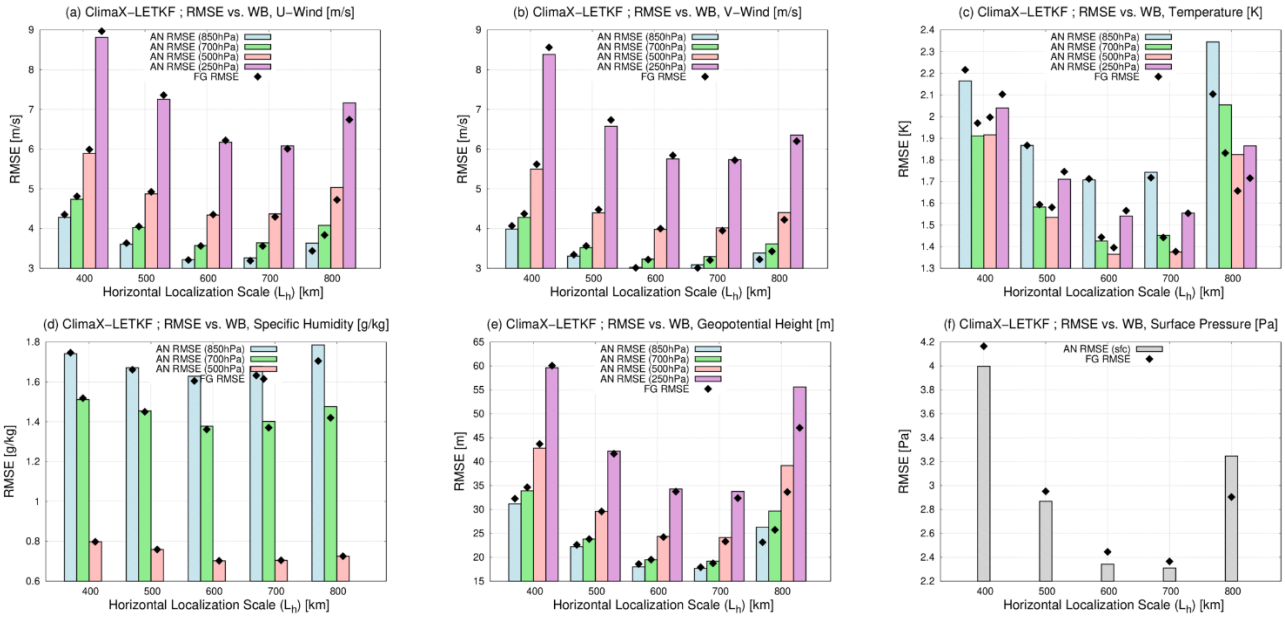 (a) ClimaX−LETKF ; RMSE vs. WB, U−Wind [m/s]
AN RMSE (850hPa)
AN RMSE (700hPa)
AN RMSE (500hPa)
AN RMSE (250hPa)
FG RMSE
9
8
7
6
5
4
3
RMSE [m/s]
400 500 600 700 800
Horizontal Localization Scale (Lh) [km]
(b) ClimaX−LETKF ; RMSE vs. WB, V−Wind [m/s]
AN RMSE (850hPa)
AN RMSE (700hPa)
AN RMSE (500hPa)
AN RMSE (250hPa)
FG RMSE
9
8
7
6
5
4
3
RMSE [m/s]
400 500 600 700 800
Horizontal Localization Scale (Lh) [km]
(c) ClimaX−LETKF ; RMSE vs. WB, Temperature [K]
AN RMSE (850hPa)
AN RMSE (700hPa)
AN RMSE (500hPa)
AN RMSE (250hPa)
FG RMSE
2.4
2.3
2.2
2.1
2
1.9
1.8
1.7
1.6
1.5
1.4
1.3
RMSE [K]
400 500 600 700 800
Horizontal Localization Scale (Lh) [km]
(d) ClimaX−LETKF ; RMSE vs. WB, Specific Humidity [g/kg]
AN RMSE (850hPa)
AN RMSE (700hPa)
AN RMSE (500hPa)
FG RMSE
1.8
1.6
1.4
1.2
1
0.8
0.6
RMSE [g/kg]
400 500 600 700 800
Horizontal Localization Scale (Lh) [km]
(e) ClimaX−LETKF ; RMSE vs. WB, Geopotential Height [m]
AN RMSE (850hPa)
AN RMSE (700hPa)
AN RMSE (500hPa)
AN RMSE (250hPa)
FG RMSE
65
60
55
50
45
40
35
30
25
20
15
RMSE [m]
400 500 600 700 800
Horizontal Localization Scale (Lh) [km]
(f) ClimaX−LETKF ; RMSE vs. WB, Surface Pressure [Pa]
AN RMSE (sfc)
FG RMSE
4.2
4
3.8
3.6
3.4
3.2
3
2.8
2.6
2.4
2.2
RMSE [Pa]
400 500 600 700 800
Horizontal Localization Scale (Lh) [km]